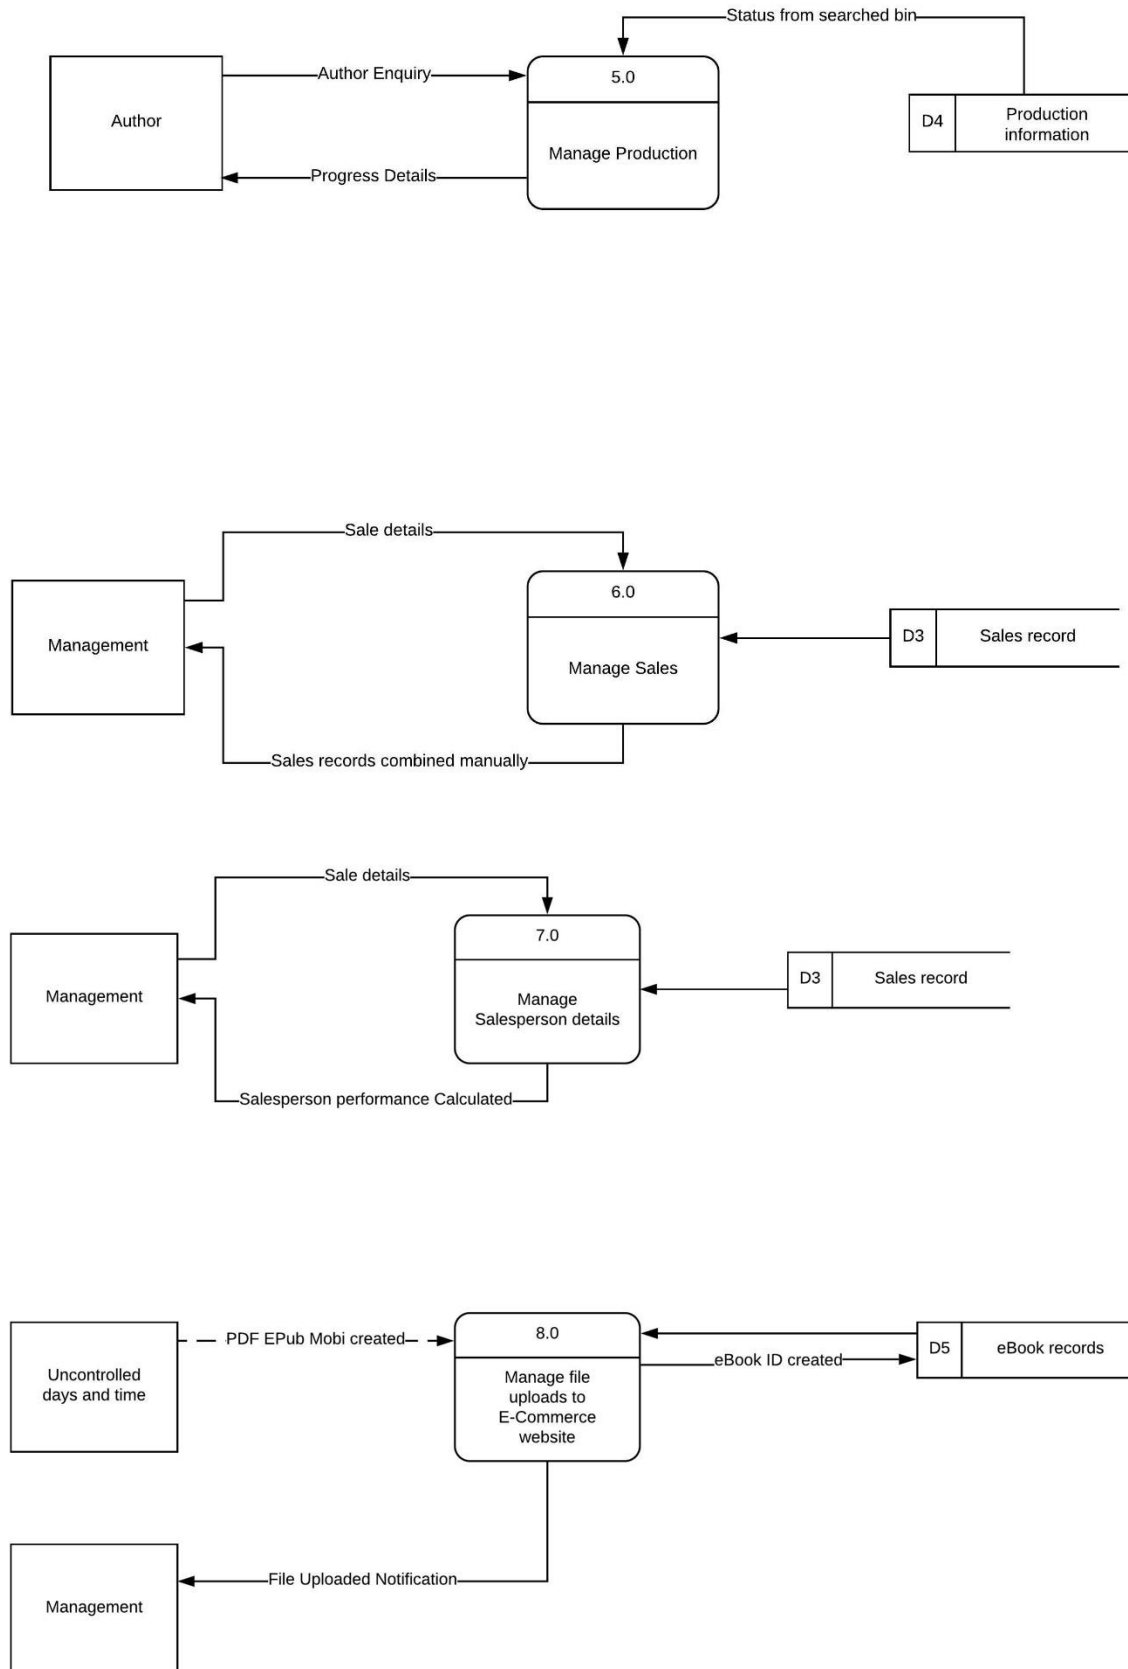 Status from searched bin
Author Enquiry
5.0
Author
D4
Production
information
Manage Production
Progress Details
Sale details
6.0
Management
D3
Sales record
Manage Sales
Sales records combined manually
Sale details
7.0
Management
D3
Sales record
Manage
Salesperson details
Salesperson performance Calculated
PDF EPub Mobi created
8.0
D5
eBook records
eBook ID created
Uncontrolled
days and time
Manage file
uploads to
E-Commerce
website
File Uploaded Notification
Management